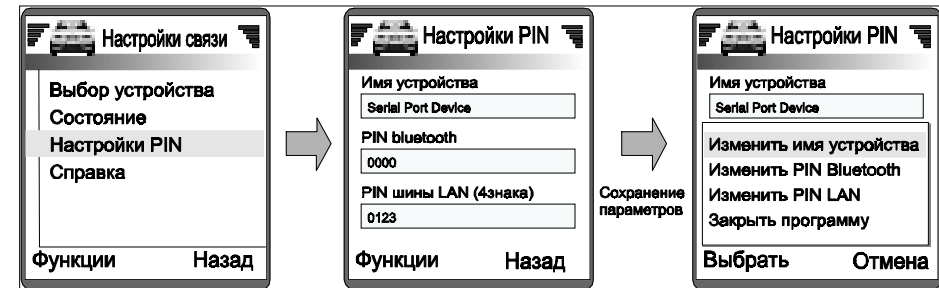 Настройки связи
Выбор устройства
Состояние
Настройки PIN
Справка
Функции Назад
Настройки PIN
Имя устройства
Serial Port Device
PIN bluetooth
0000
PIN шины LAN (4знака)
0123
Функции Назад
Сохранение
параметров
Настройки PIN
Имя устройства
Serial Port Device
Изменить имя устройства
Изменить PIN Bluetooth
Изменить PIN LAN
Закрыть программу
Выбрать Отмена